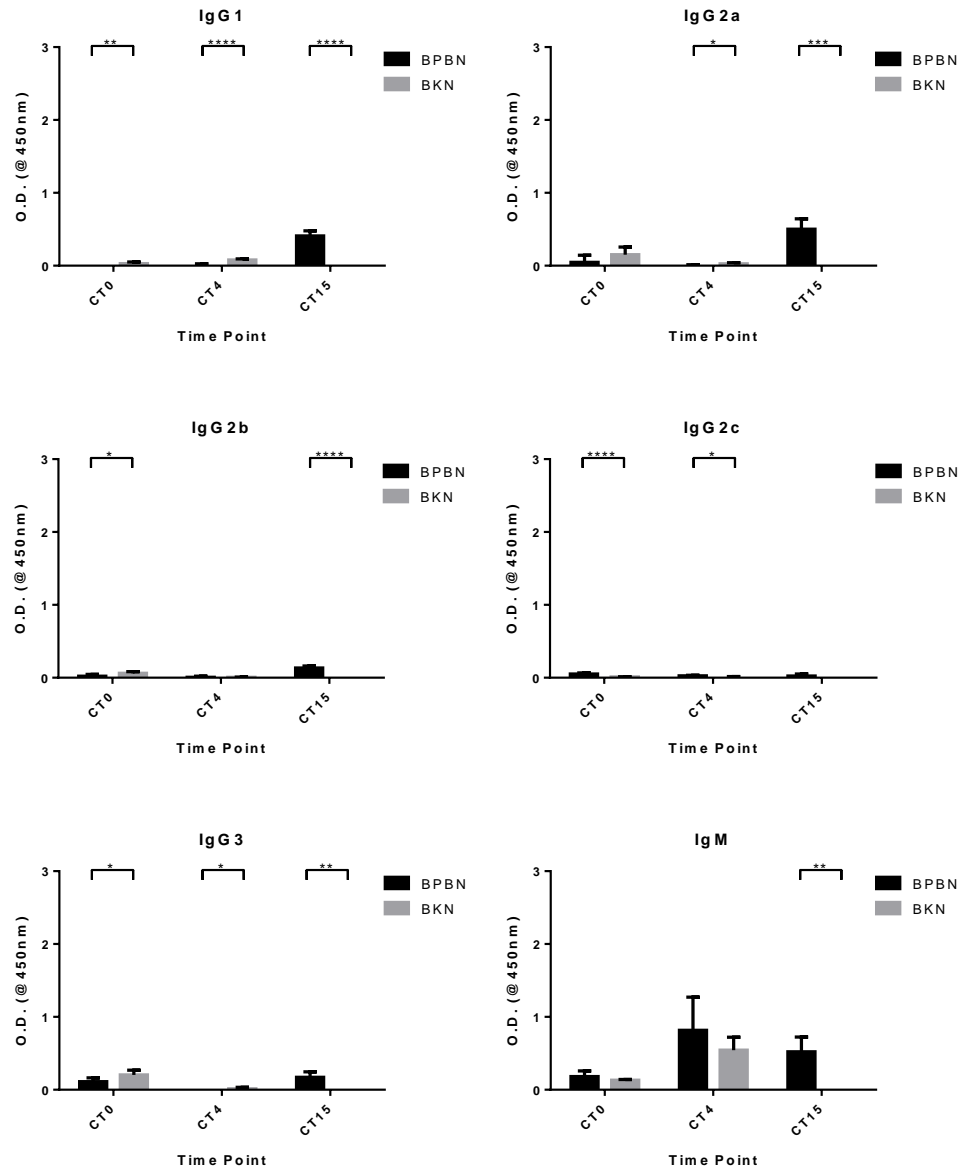 IgG1
** **** ****
3
2
1
0
O.D. (@450nm)
CT0 CT4 CT15
Time Point
BPBN
BKN
IgG2a
* ***
3
2
1
0
O.D. (@450nm)
CT0 CT4 CT15
Time Point
BPBN
BKN
IgG2b
* ****
3
2
1
0
O.D. (@450nm)
CT0 CT4 CT15
Time Point
BPBN
BKN
IgG2c
**** *
3
2
1
0
O.D. (@450nm)
CT0 CT4 CT15
Time Point
BPBN
BKN
IgG3
* * **
3
2
1
0
O.D. (@450nm)
CT0 CT4 CT15
Time Point
BPBN
BKN
IgM
**
3
2
1
0
O.D. (@450nm)
CT0 CT4 CT15
Time Point
BPBN
BKN